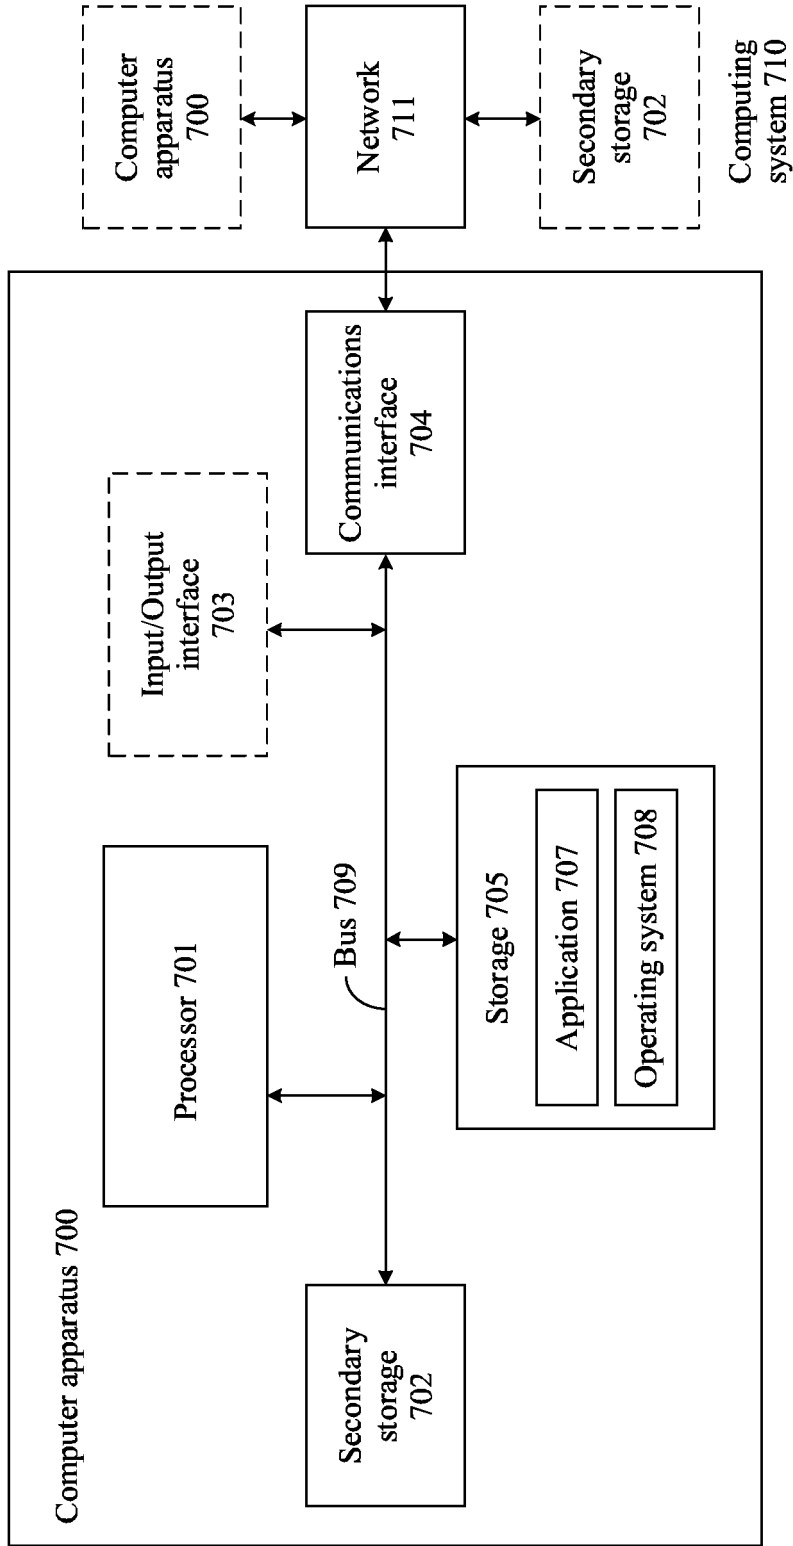 Computer apparatus 700
Processor 701
Input/Output
interface
703
Computer
apparatus
700
Secondary
storage
702
Bus 709
Communications
interface
704
Network
711
Storage 705
Application 707
Operating system 708
Secondary
storage
702
Computing
system 710